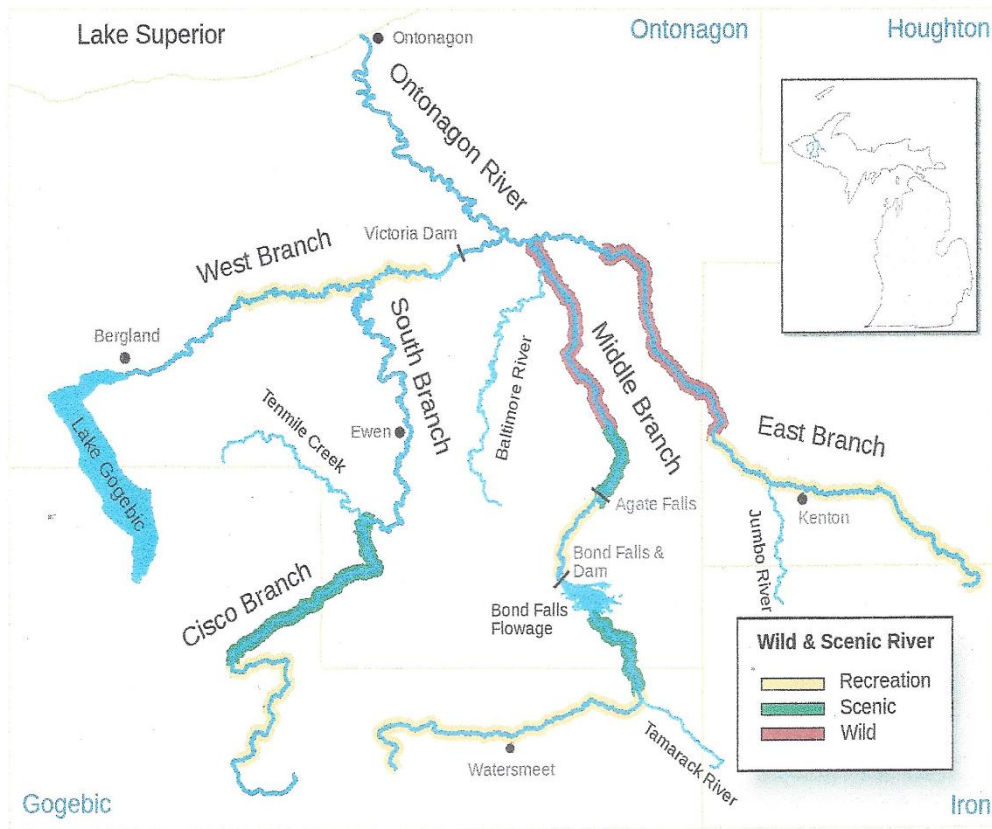 Lake Superior
Ontonagon
Ontonagon
Houghton
Ontonagon River
Victoria Dam
West Branch
Bergland
Lake Gogebic
South Branch
Tenmile Creek
Ewen
Baltimore River
Middle Branch
East Branch
Agate Falls
Kenton
Jumbo River
Bond Falls &
Dam
Bond Falls
Flowage
Cisco Branch
Wild & Scenic River
Recreation
Scenic
Wild
Watersmeet
Tamarack River
Gogebic
Iron